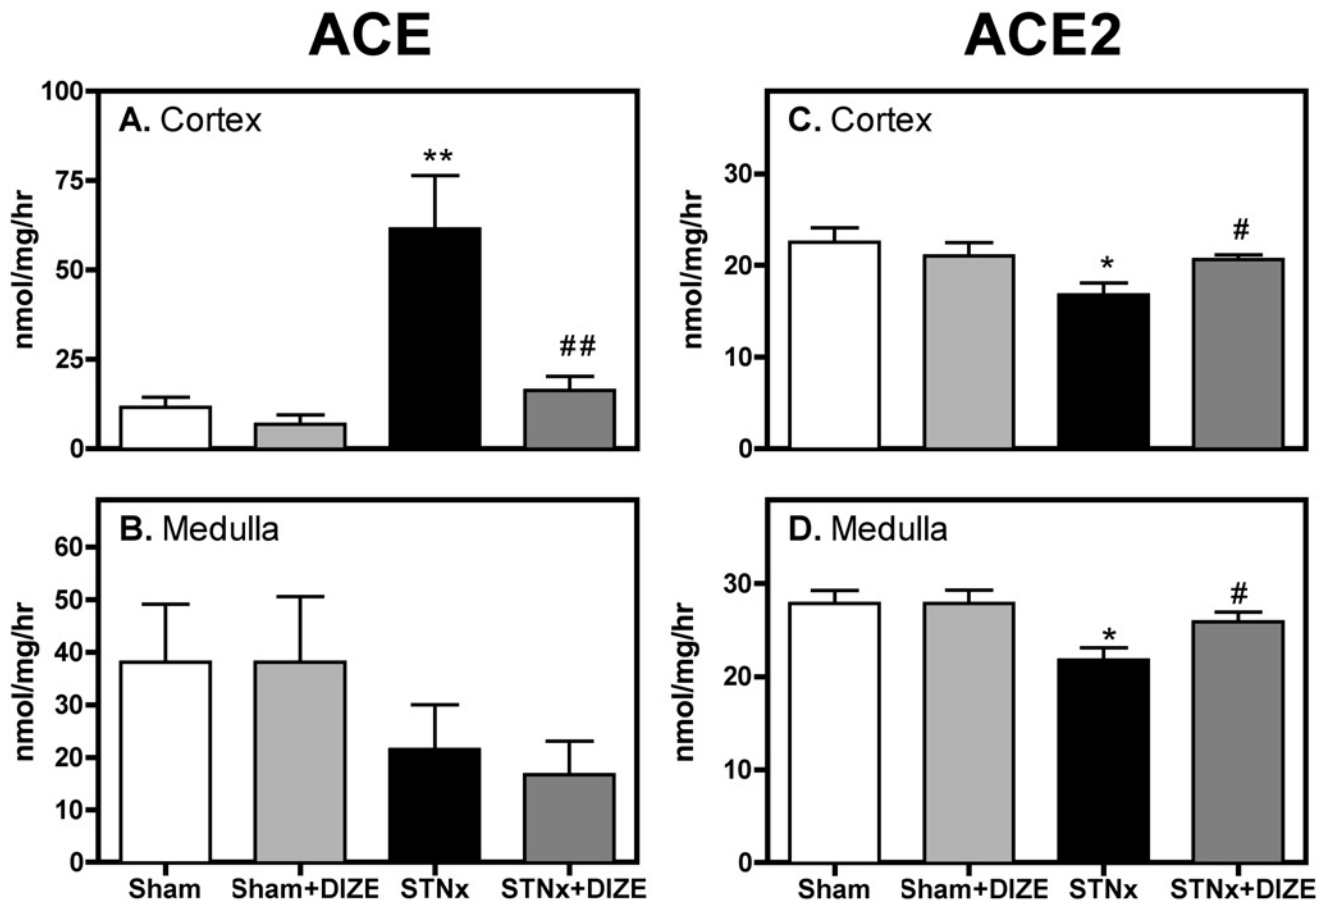 ACE
ACE2
A. Cortex
nmol/mg/hr
100
75
50
25
0
**
##
C. Cortex
nmol/mg/hr
30
20
10
0
*
#
B. Medulla
nmol/mg/hr
60
50
40
30
20
10
0
Sham Sham+DIZE STNx STNx+DIZE
D. Medulla
nmol/mg/hr
30
20
10
0
*
#
Sham Sham+DIZE STNx STNx+DIZE